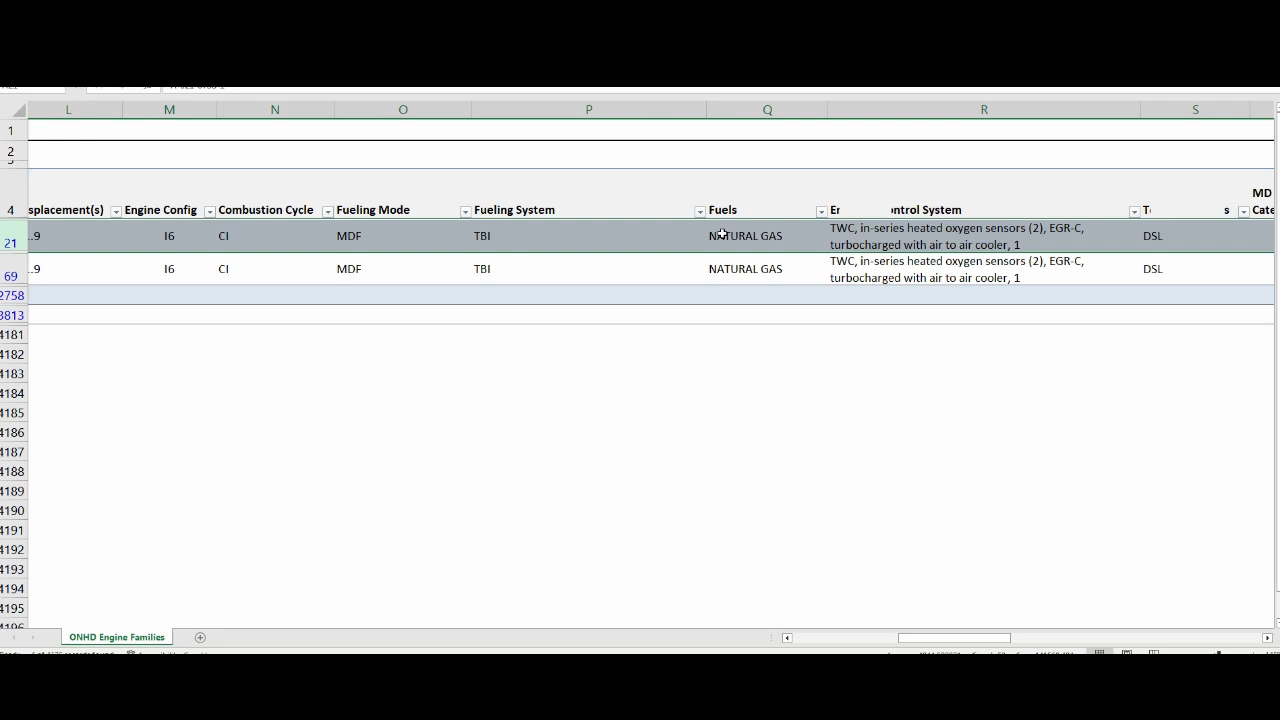 L M N O P Q R S
1
2
MD
4 splacement(s) Engine Config Combustion Cycle Fueling Mode Fueling System Fuels ntrol System Cate
21 ..9 I6 CI MDF TBI NATURAL GAS TWC, in-series heated oxygen sensors (2), EGR-C, DSL
turbocharged with air to air cooler, 1
69 ..9 I6 CI MDF TBI NATURAL GAS TWC, in-series heated oxygen sensors (2), EGR-C, DSL
turbocharged with air to air cooler, 1
2758
3813
4181
4182
4183
4184
4185
4186
4187
4188
4189
4190
4191
4192
4193
4194
4195
ONHD Engine Families